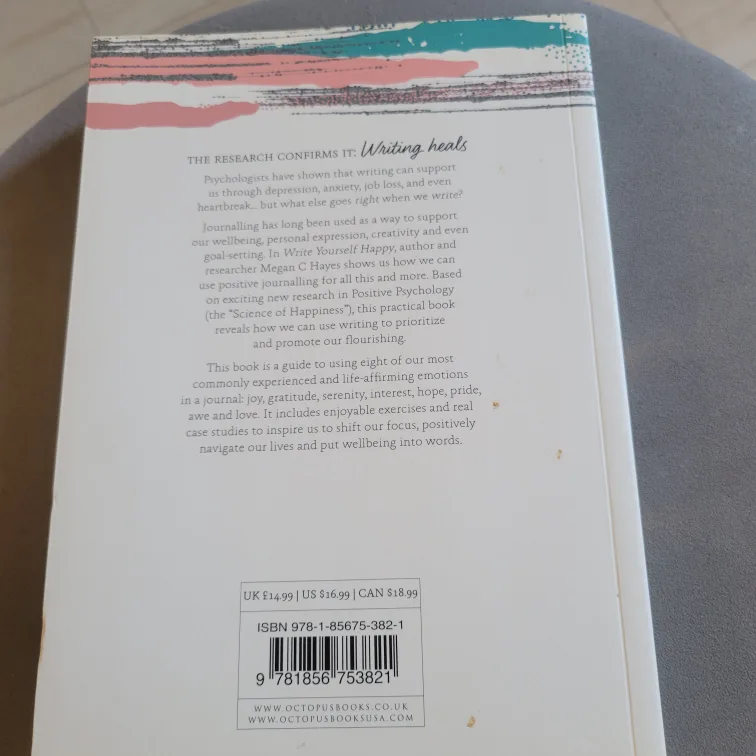 THE RESEARCH CONFIRMS IT: Writing heals
Psychologists have shown that writing can support
us through depression, anxiety, job loss, and even
heartbreak... but what else goes right when we write?
Journalling has long been used as a way to support
our wellbeing, personal expression, creativity and even
goal-setting. In Write Yourself Happy, author and
researcher Megan C Hayes shows us how we can
use positive journalling for all this and more. Based
on exciting new research in Positive Psychology
(the "Science of Happiness"), this practical book
reveals how we can use writing to prioritize
and promote our flourishing.
This book is a guide to using eight of our most
commonly experienced and life-affirming emotions
in a journal: joy, gratitude, serenity, interest, hope, pride,
awe and love. It includes enjoyable exercises and real
case studies to inspire us to shift our focus, positively
navigate our lives and put wellbeing into words.
UK £14.99 | US $16.99 | CAN $18.99
ISBN 978-1-85675-382-1
9 781856 753821
WWW.OCTOPUSBOOKS.CO.UK
WWW.OCTOPUSBOOKSUSA.COM